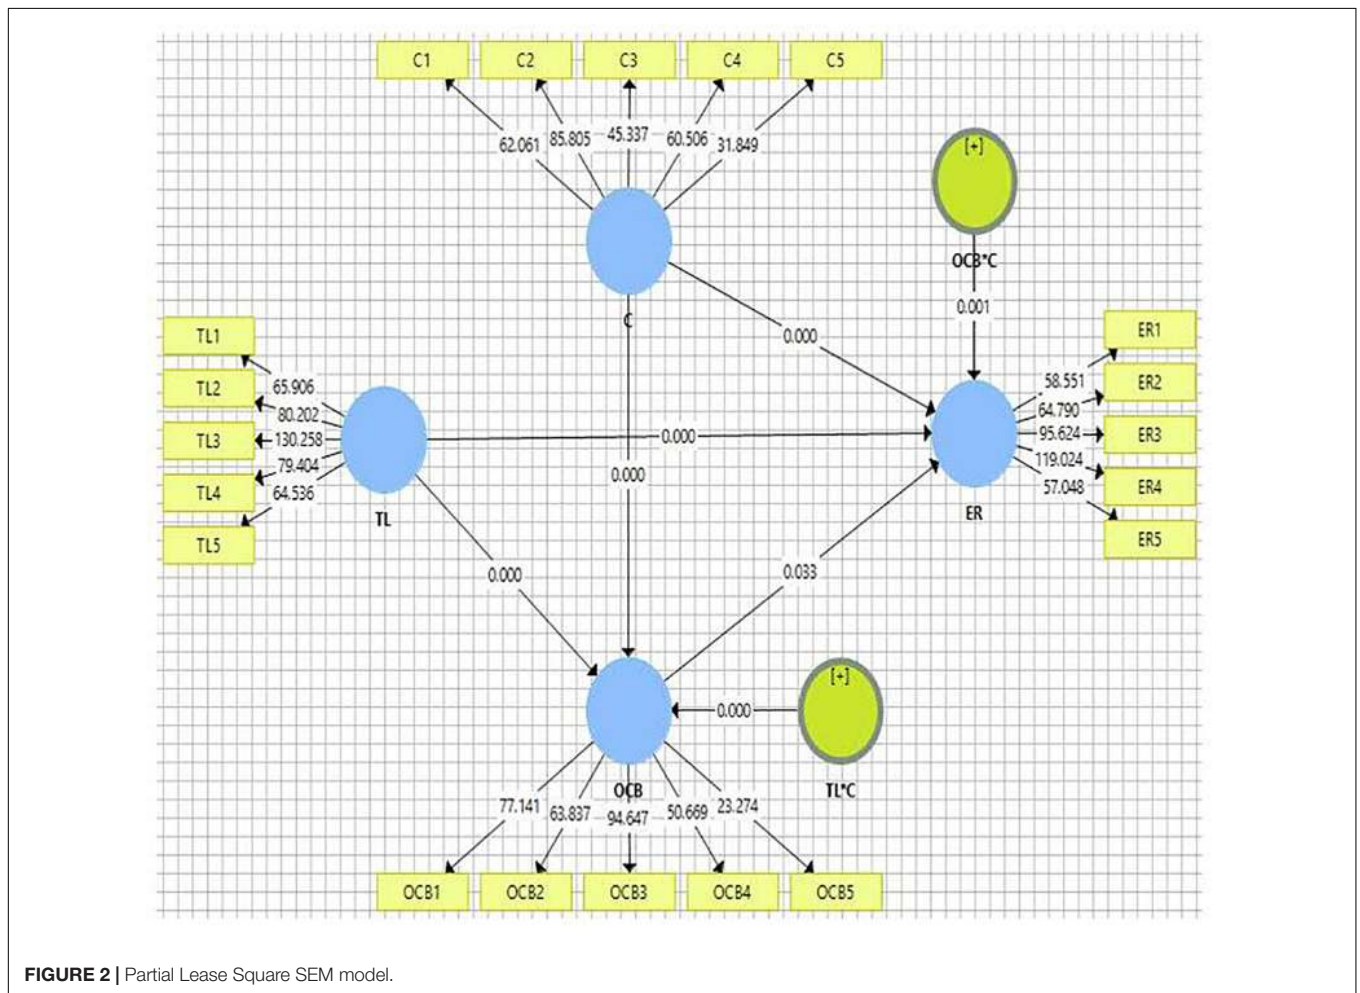 C1 C2 C3 C4 C5
62.061 85.805 45.337 60.506 31.849
[+]
OCB*C
0.001
C
0.000
TL1
TL2
TL3
TL4
TL5
65.906
80.202
130.258
79.404
64.536
TL
0.000
0.000
ER1
ER2
ER3
ER4
ER5
58.551
64.790
95.624
119.024
57.048
ER
0.000
0.033
[+]
0.000
OCB
TL*C
77.141 63.837 94.647 50.669 23.274
OCB1 OCB2 OCB3 OCB4 OCB5
FIGURE 2 | Partial Lease Square SEM model.